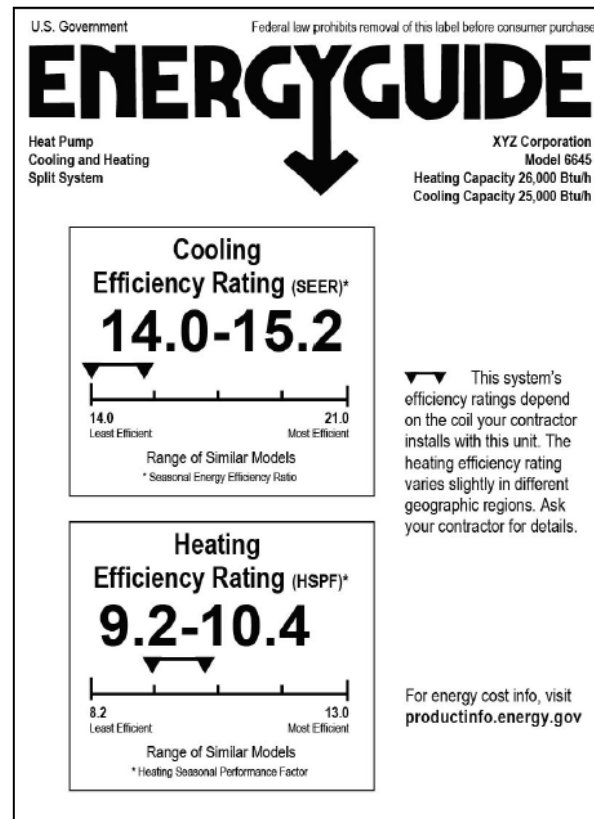 U.S. Government
Federal law prohibits removal of this label before consumer purchase
ENERGYGUIDE
Heat Pump
Cooling and Heating
Split System
XYZ Corporation
Model 6645
Heating Capacity 26,000 Btu/h
Cooling Capacity 25,000 Btu/h
Cooling
Efficiency Rating (SEER)*
14.0-15.2
14.0
21.0
Least Efficient
Most Efficient
Range of Similar Models
* Seasonal Energy Efficiency Ratio
This system's
efficiency ratings depend
on the coil your contractor
installs with this unit. The
heating efficiency rating
varies slightly in different
geographic regions. Ask
your contractor for details.
Heating
Efficiency Rating (HSPF)*
9.2-10.4
8.2
13.0
Least Efficient
Most Efficient
Range of Similar Models
* Heating Seasonal Performance Factor
For energy cost info, visit
productinfo.energy.gov